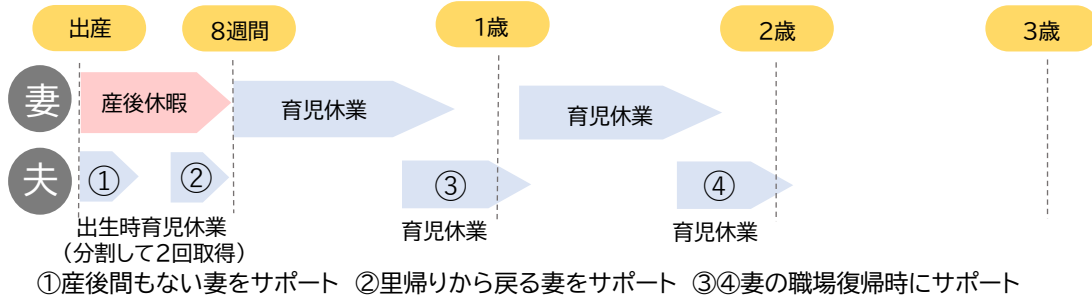 出産 8週間 1歳 2歳 3歳
妻 産後休暇 育児休業 育児休業
夫 ① ② ③ ④
出生時育児休業 育児休業 育児休業
（分割して2回取得）
①産後間もない妻をサポート ②里帰りから戻る妻をサポート ③④妻の職場復帰時にサポート